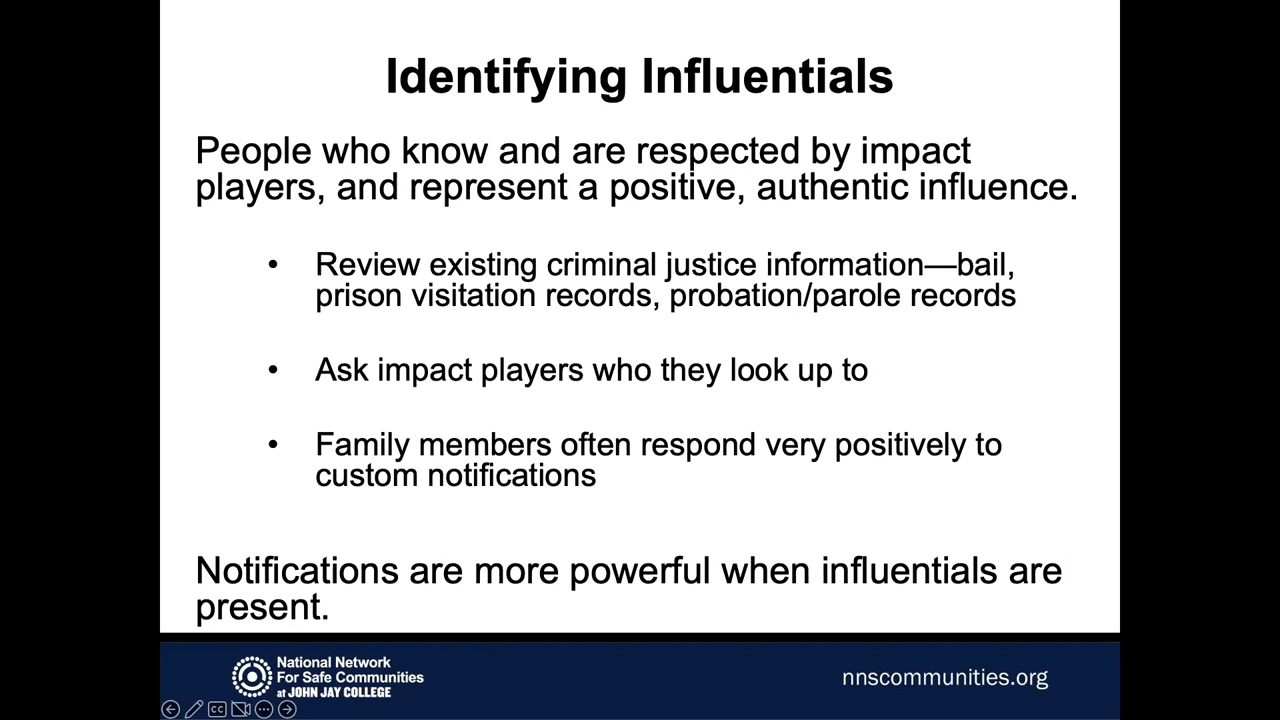 Identifying Influentials
People who know and are respected by impact
players, and represent a positive, authentic influence.
• Review existing criminal justice information—bail,
prison visitation records, probation/parole records
• Ask impact players who they look up to
• Family members often respond very positively to
custom notifications
Notifications are more powerful when influentials are
present.
National Network
For Safe Communities
at JOHN JAY COLLEGE
nnscommunities.org
CC